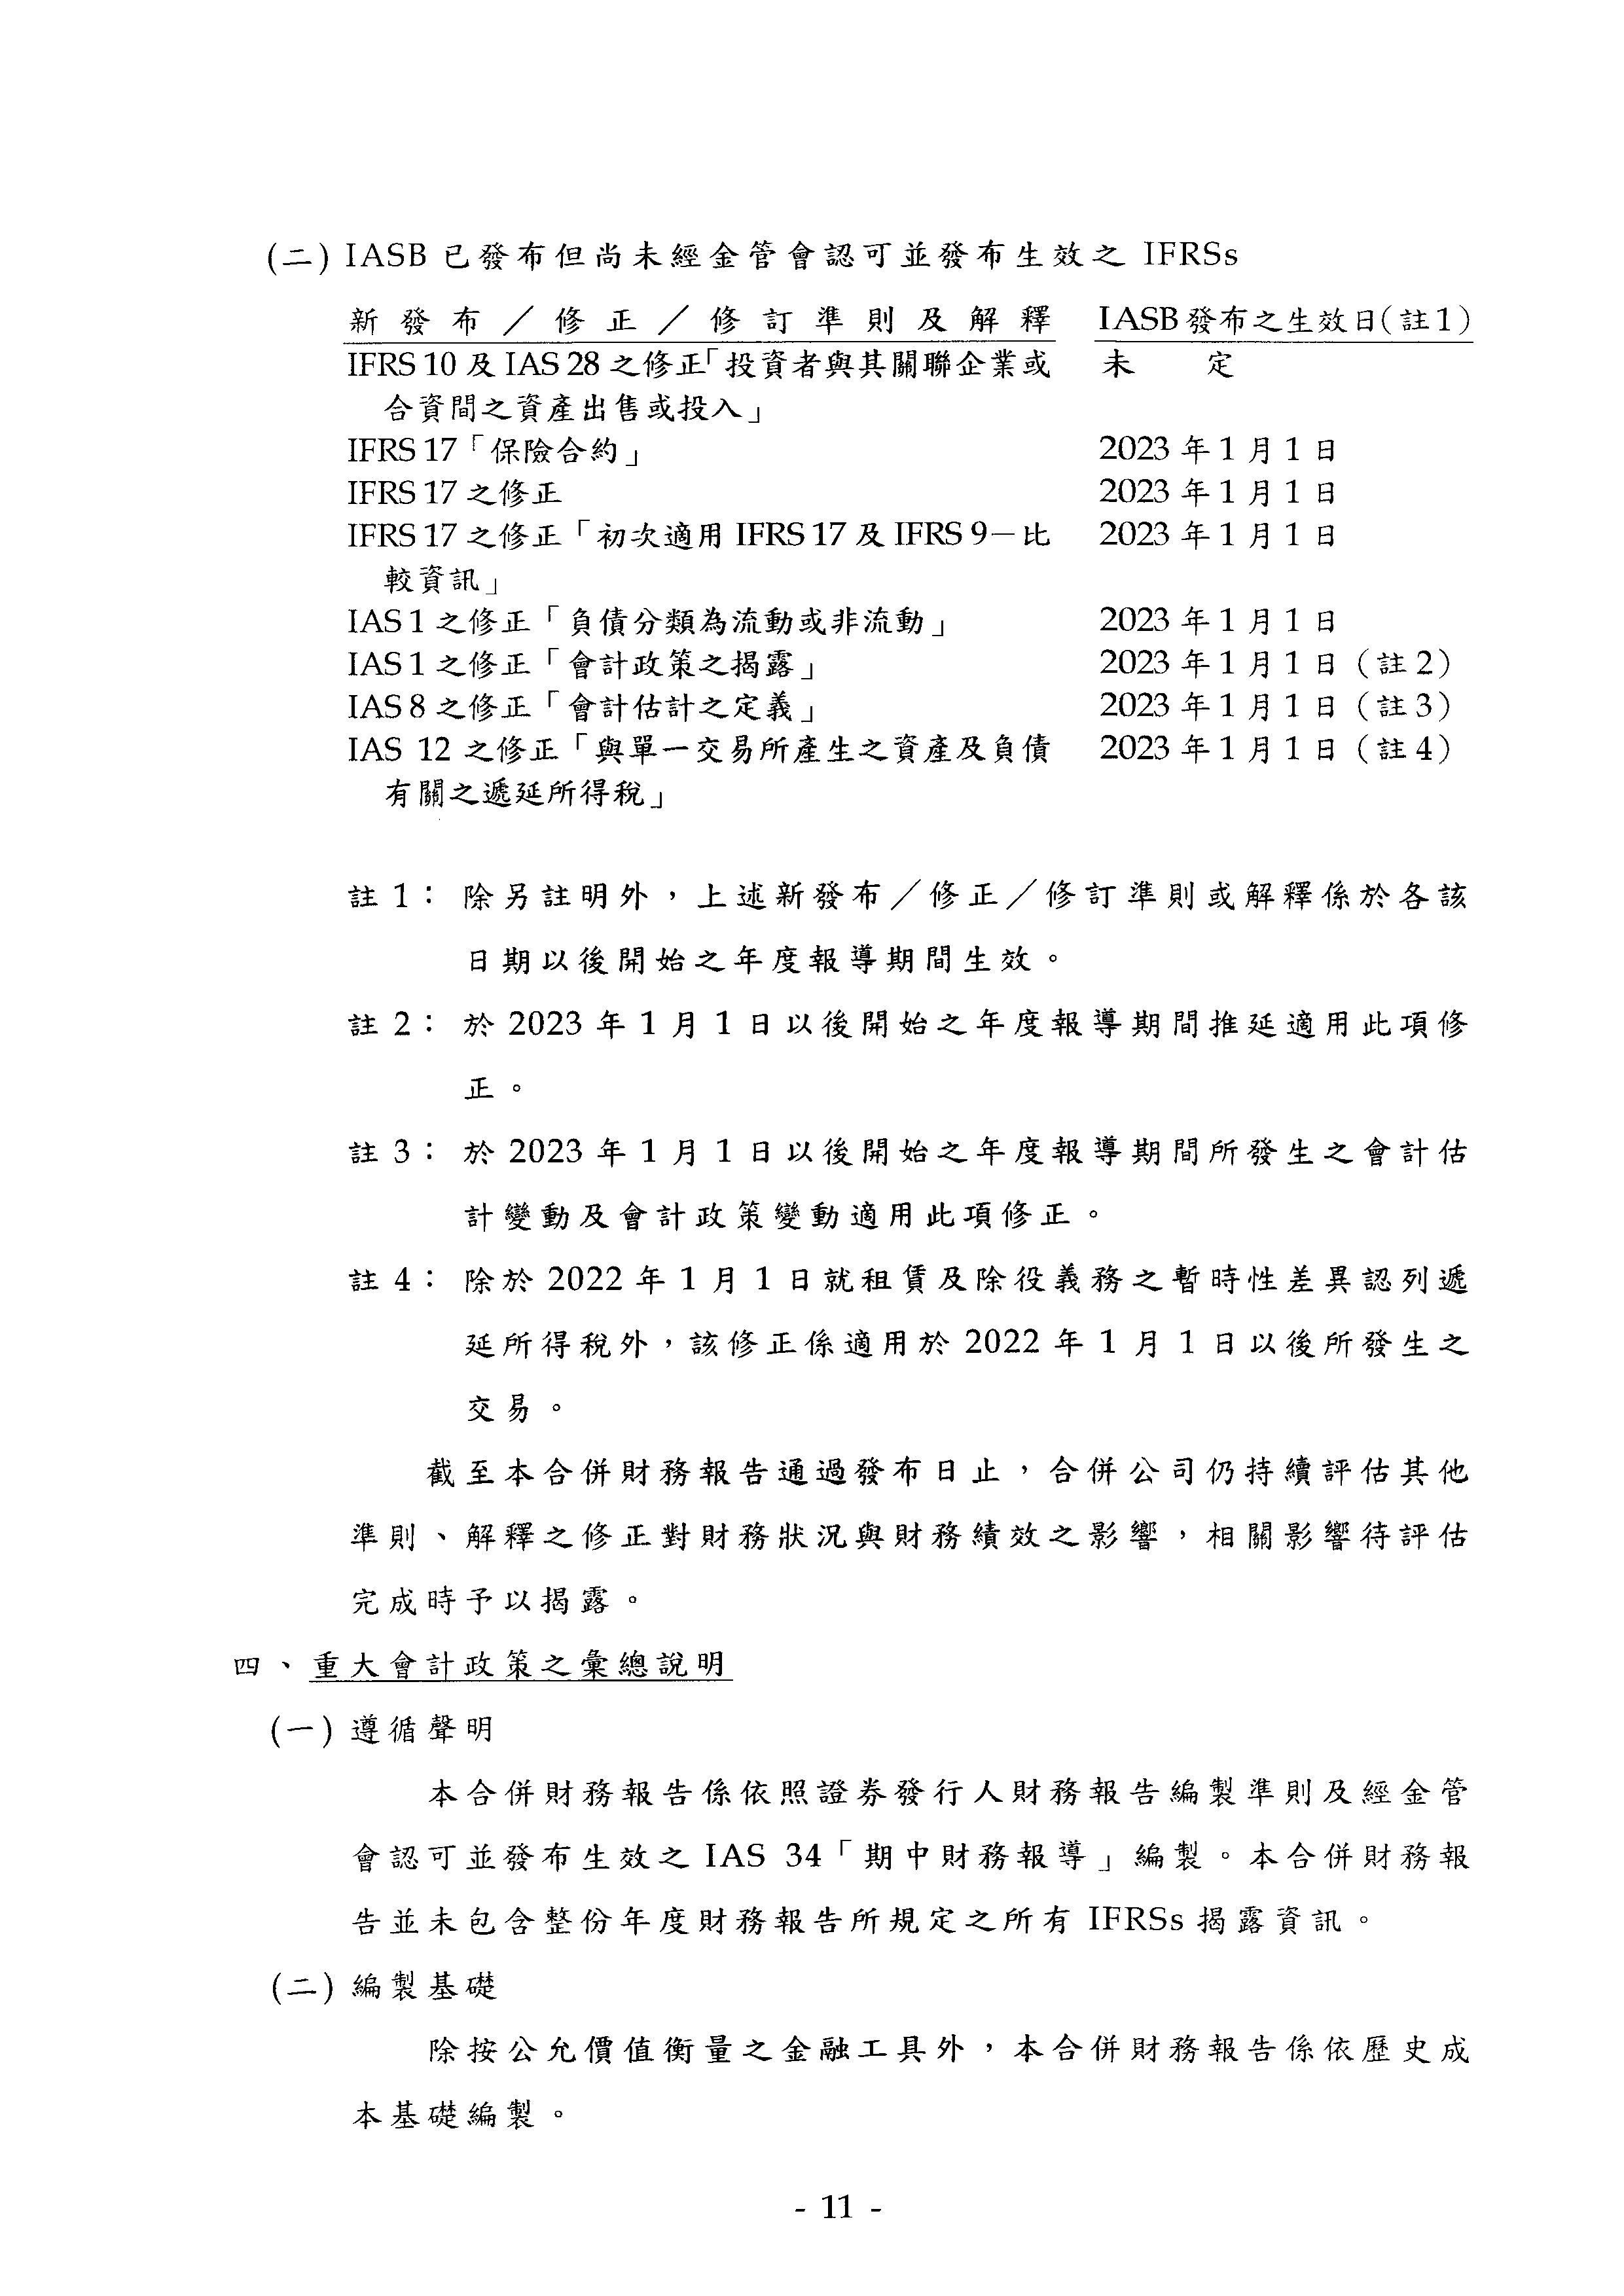 (二) IASB 已發布但尚未經金管會認可並發布生效之 IFRSs
新發布／修正／修訂準則及解釋 IASB 發布之生效日(註1)
IFRS 10 及 IAS 28 之修正「投資者與其關聯企業或 未 定
合資間之資產出售或投入」
IFRS 17「保險合約」 2023 年 1 月 1 日
IFRS 17 之修正 2023 年 1 月 1 日
IFRS 17 之修正「初次適用 IFRS 17 及 IFRS 9－比 2023 年 1 月 1 日
較資訊」
IAS 1 之修正「負債分類為流動或非流動」 2023 年 1 月 1 日
IAS 1 之修正「會計政策之揭露」 2023 年 1 月 1 日（註 2）
IAS 8 之修正「會計估計之定義」 2023 年 1 月 1 日（註 3）
IAS 12 之修正「與單一交易所產生之資產及負債 2023 年 1 月 1 日（註 4）
有關之遞延所得稅」
註 1： 除另註明外，上述新發布／修正／修訂準則或解釋係於各該
日期以後開始之年度報導期間生效。
註 2： 於 2023 年 1 月 1 日以後開始之年度報導期間推延適用此項修
正。
註 3： 於 2023 年 1 月 1 日以後開始之年度報導期間所發生之會計估
計變動及會計政策變動適用此項修正。
註 4： 除於 2022 年 1 月 1 日就租賃及除役義務之暫時性差異認列遞
延所得稅外，該修正係適用於 2022 年 1 月 1 日以後所發生之
交易。
截至本合併財務報告通過發布日止，合併公司仍持續評估其他
準則、解釋之修正對財務狀況與財務績效之影響，相關影響待評估
完成時予以揭露。
四、重大會計政策之彙總說明
(一) 遵循聲明
本合併財務報告係依照證券發行人財務報告編製準則及經金管
會認可並發布生效之 IAS 34「期中財務報導」編製。本合併財務報
告並未包含整份年度財務報告所規定之所有 IFRSs 揭露資訊。
(二) 編製基礎
除按公允價值衡量之金融工具外，本合併財務報告係依歷史成
本基礎編製。
- 11 -